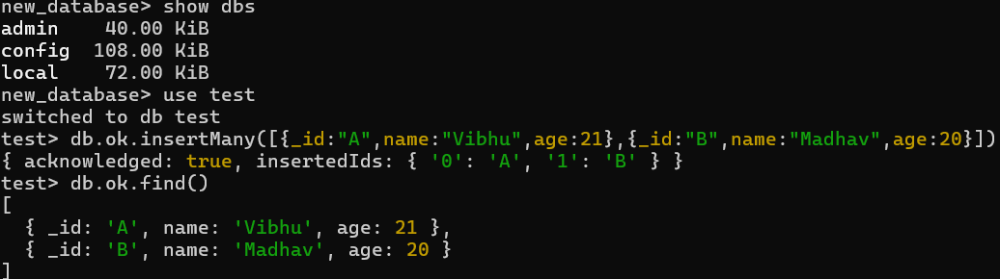 new_database> show dbs
admin    40.00 KiB
config  108.00 KiB
local    72.00 KiB
new_database> use test
switched to db test
test> db.ok.insertMany([{_id:"A",name:"Vibhu",age:21},{_id:"B",name:"Madhav",age:20}])
{ acknowledged: true, insertedIds: { '0': 'A', '1': 'B' } }
test> db.ok.find()
[
  { _id: 'A', name: 'Vibhu', age: 21 },
  { _id: 'B', name: 'Madhav', age: 20 }
]